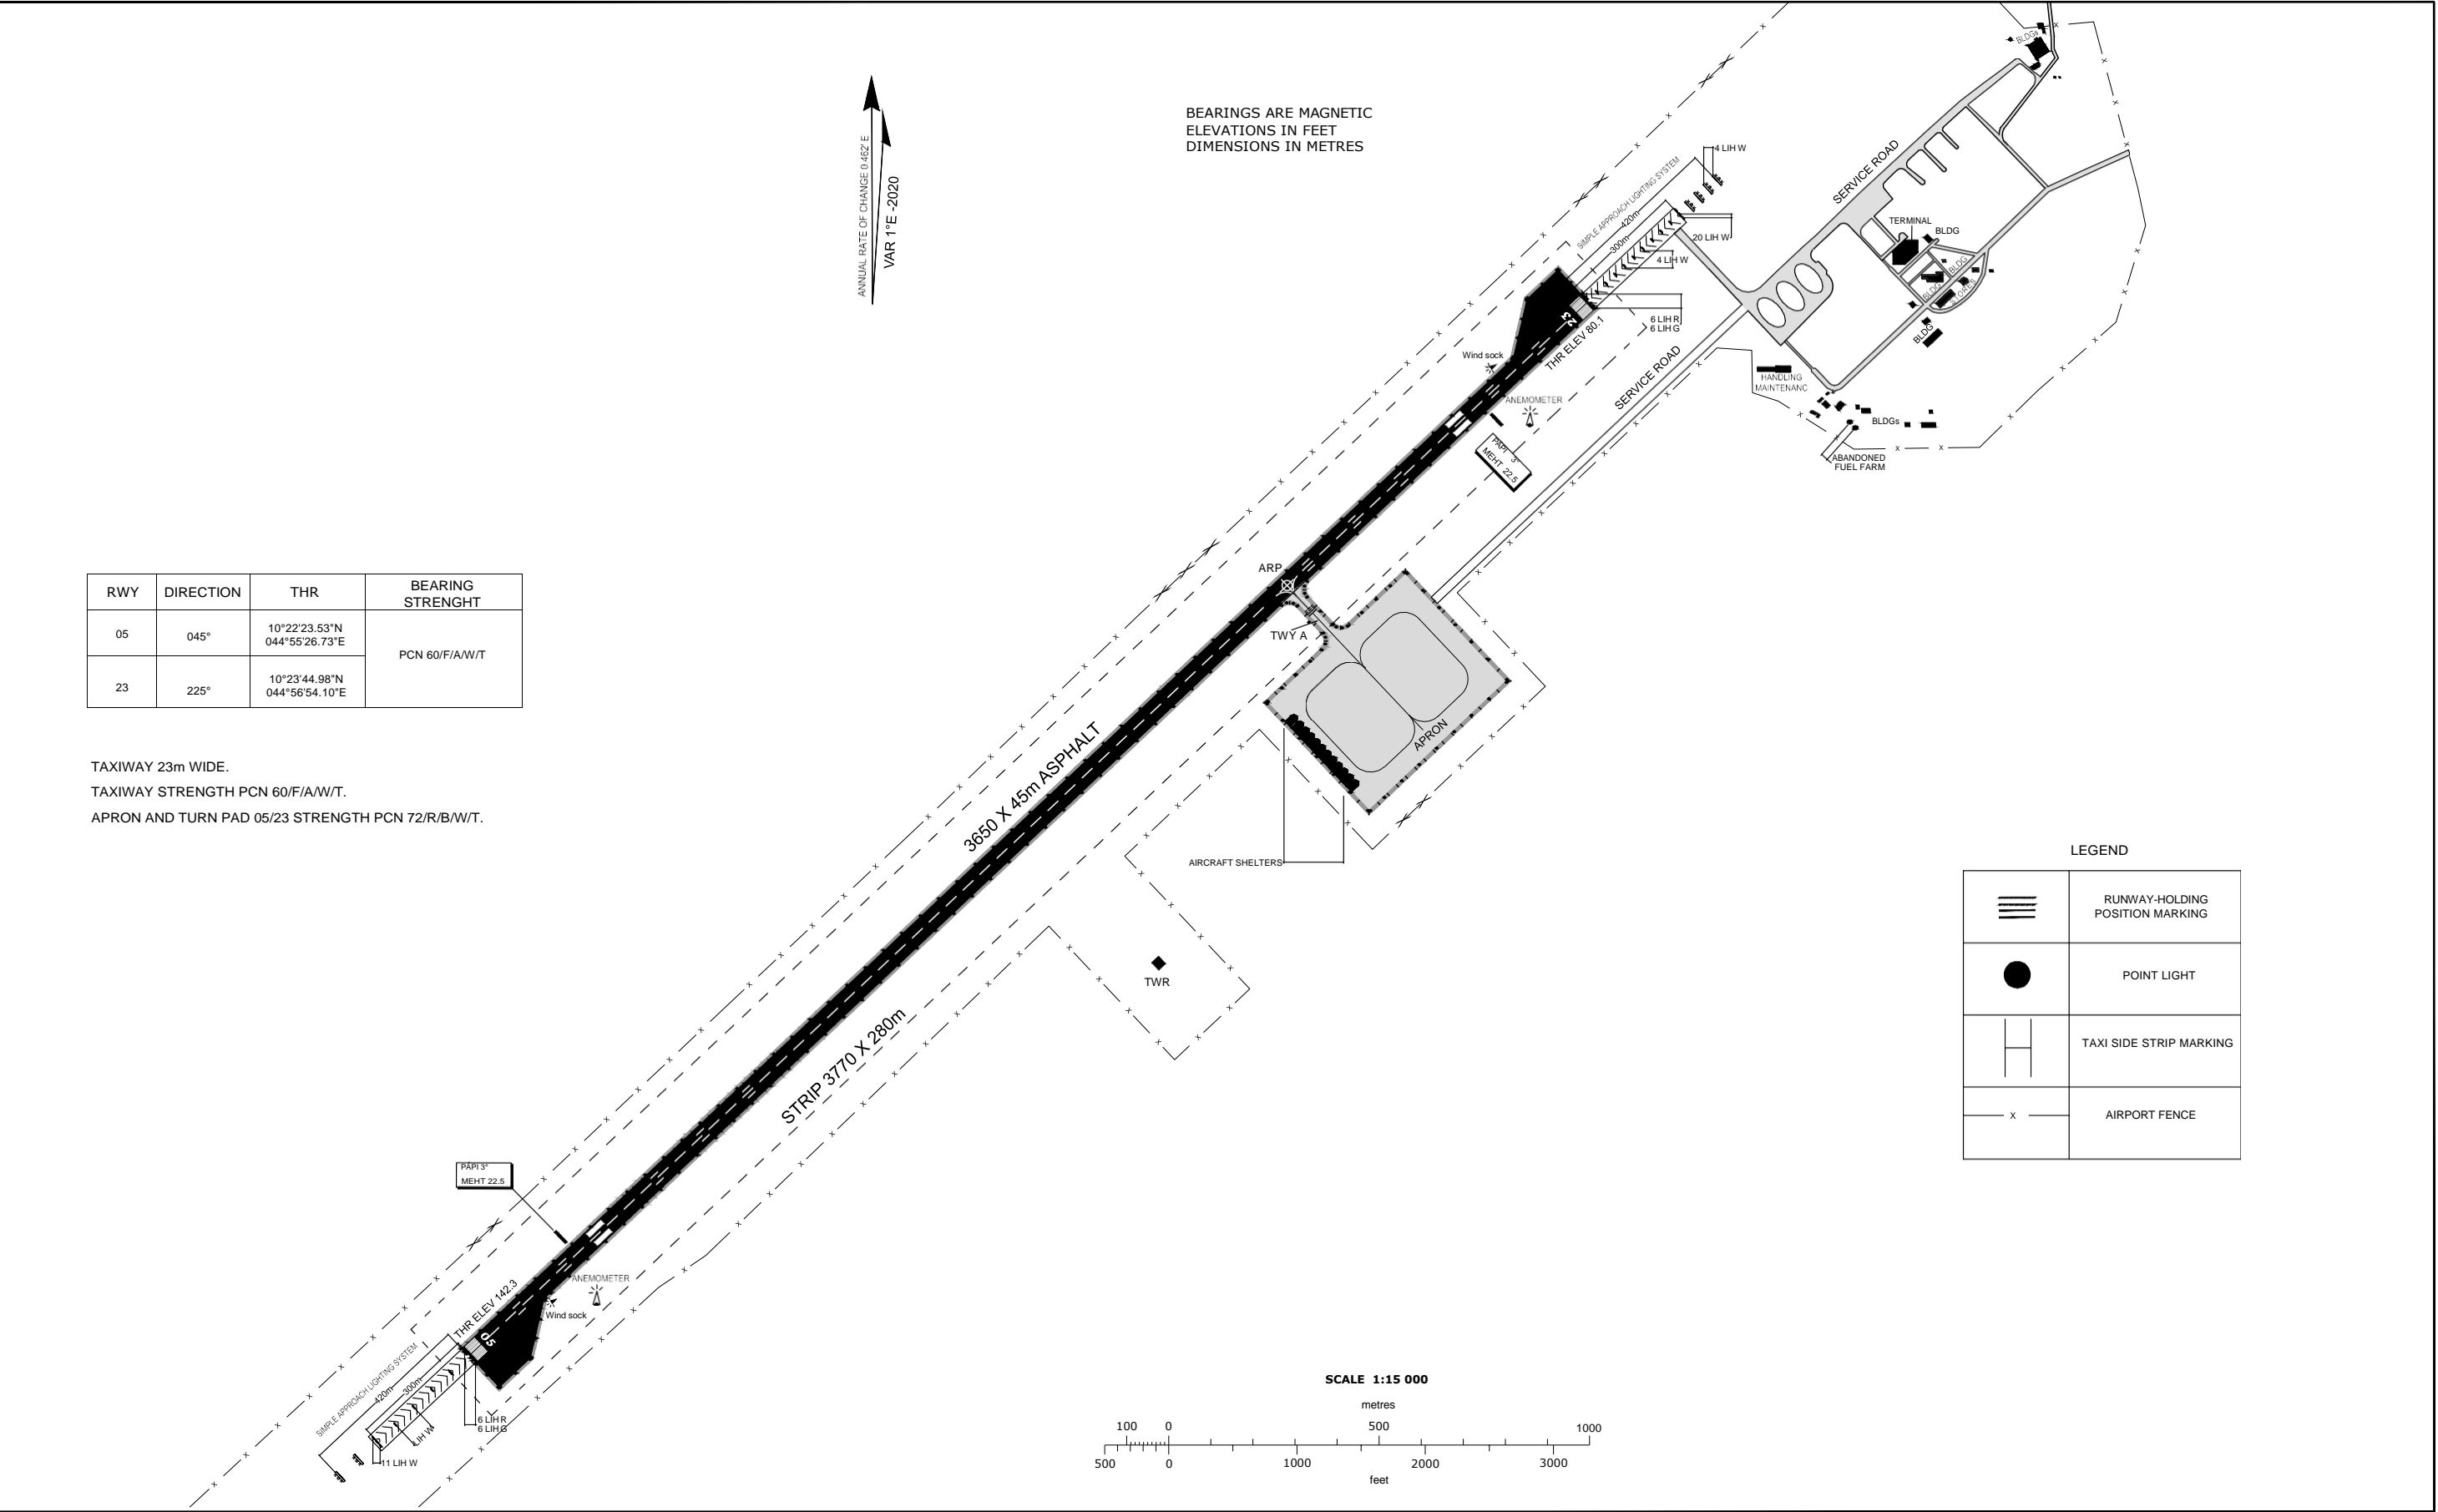 BLDGs
ANNUAL RATE OF CHANGE 0.462' E
VAR 1°E -2020
BEARINGS ARE MAGNETIC
ELEVATIONS IN FEET
DIMENSIONS IN METRES
4 LIH W
SIMPLE APPROACH LIGHTING SYSTEM
420m
300m
20 LIH W
4 LIH W
6 LIH R
6 LIH G
SERVICE ROAD
TERMINAL
BLDG
BLDG
BLDG
STORES
BLDG
23
THR ELEV 80.1
Wind sock
ANEMOMETER
PAPI 3°
MEHT 22.5
SERVICE ROAD
HANDLING
MAINTENANC
BLDGs
ABANDONED
FUEL FARM
RWY
DIRECTION
THR
BEARING
STRENGHT
05
045°
10°22'23.53"N
044°55'26.73"E
PCN 60/F/A/W/T
23
225°
10°23'44.98"N
044°56'54.10"E
ARP
TWY A
APRON
AIRCRAFT SHELTERS
TAXIWAY 23m WIDE.
TAXIWAY STRENGTH PCN 60/F/A/W/T.
APRON AND TURN PAD 05/23 STRENGTH PCN 72/R/B/W/T.
3650 X 45m ASPHALT
STRIP 3770 X 280m
TWR
LEGEND
RUNWAY-HOLDING
POSITION MARKING
POINT LIGHT
TAXI SIDE STRIP MARKING
x
AIRPORT FENCE
PAPI 3°
MEHT 22.5
ANEMOMETER
Wind sock
THR ELEV 142.3
05
SIMPLE APPROACH LIGHTING SYSTEM
420m
300m
6 LIH R
6 LIH G
LIH W
11 LIH W
SCALE 1:15 000
metres
100 0 500 1000
500 0 1000 2000 3000
feet